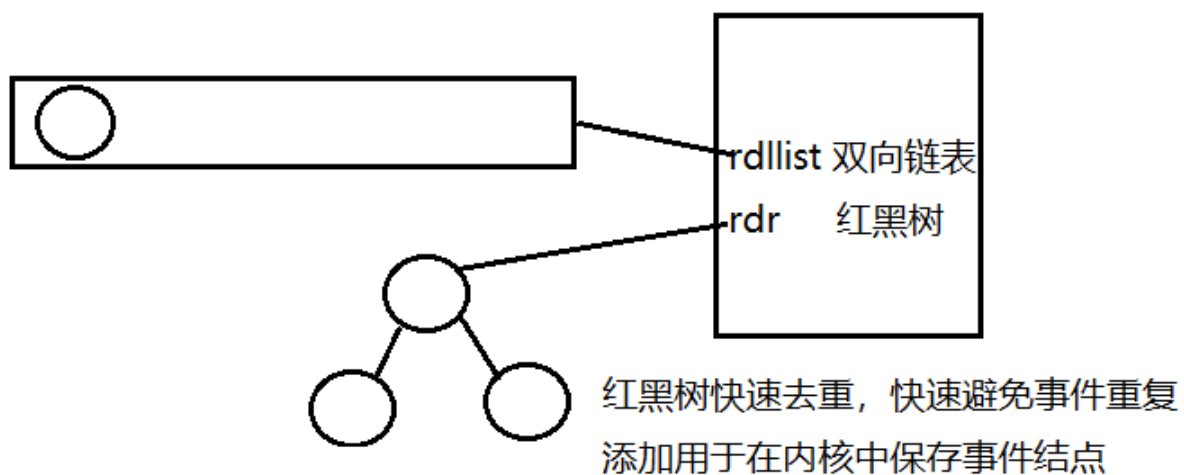 rdllist 双向链表
rdr 红黑树
红黑树快速去重，快速避免事件重复
添加用于在内核中保存事件结点